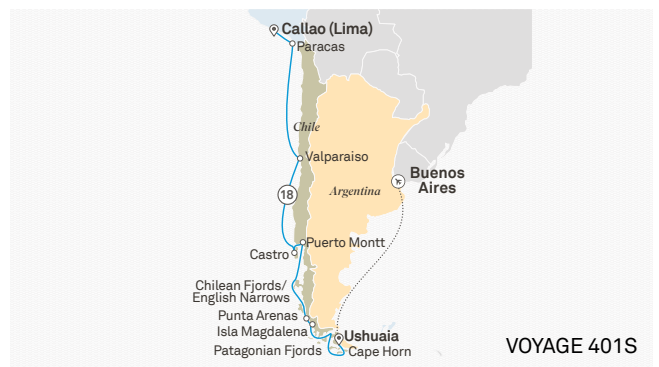 Callao (Lima)
Paracas
Chile
Valparaiso
Buenos
Aires
Argentina
18
Puerto Montt
Castro
Chilean Fjords/
English Narrows
Punta Arenas
Isla Magdalena
Ushuaia
Patagonian Fjords
Cape Horn
VOYAGE 401S